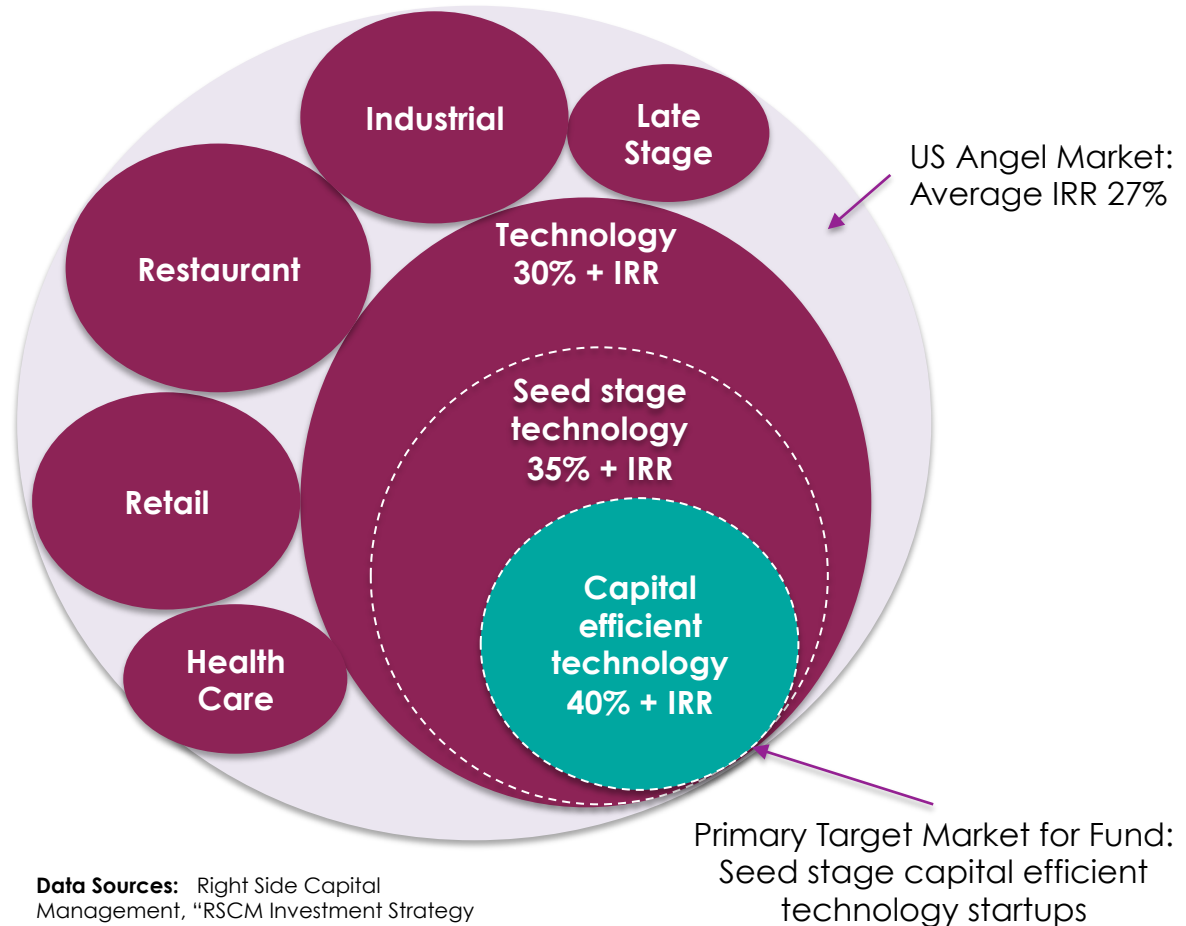 Industrial
Late
Stage
US Angel Market:
Average IRR 27%
Restaurant
Technology
30% + IRR
Seed stage
technology
35% + IRR
Retail
Capital
efficient
technology
40% + IRR
Health
Care
Primary Target Market for Fund:
Seed stage capital efficient
technology startups
Data Sources: Right Side Capital
Management, “RSCM Investment Strategy